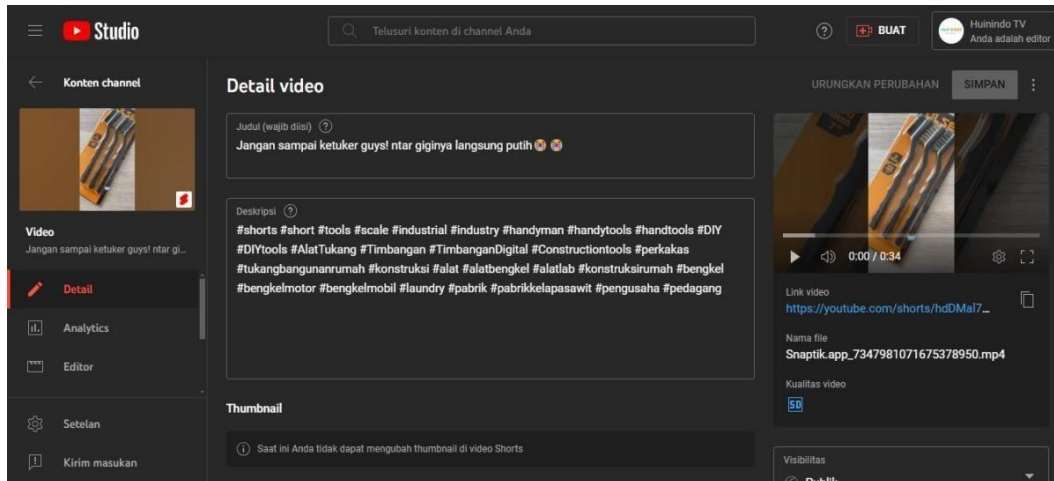 Studio
Telusuri konten di channel Anda
BUAT
Huinindo TV
Anda adalah editor
Konten channel
Video
Jangan sampai ketuker guys! ntar gi...
Detail
Analytics
Editor
Setelan
Kirim masukan
Detail video
URUNGKAN PERUBAHAN
SIMPAN
Judul (wajib diisi)
Jangan sampai ketuker guys! ntar giginya langsung putih
Deskripsi
#shorts #short #tools #scale #industrial #industry #handyman #handytools #handtools #DIY
#DIYtools #AlatTukang #Timbangan #TimbanganDigital #Constructiontools #perkakas
#tukangbangunanrumah #konstruksi #alat #alatbengkel #alatlab #konstruksirumah #bengkel
#bengkelmotor #bengkelmobil #laundry #pabrik #pabrikkelapasawit #pengusaha #pedagang
Thumbnail
Saat ini Anda tidak dapat mengubah thumbnail di video Shorts
0:00 / 0:34
Link video
https://youtube.com/shorts/hdDMal7...
Nama file
Snaptik.app_7347981071675378950.mp4
Kualitas video
SD
Visibilitas
Publik